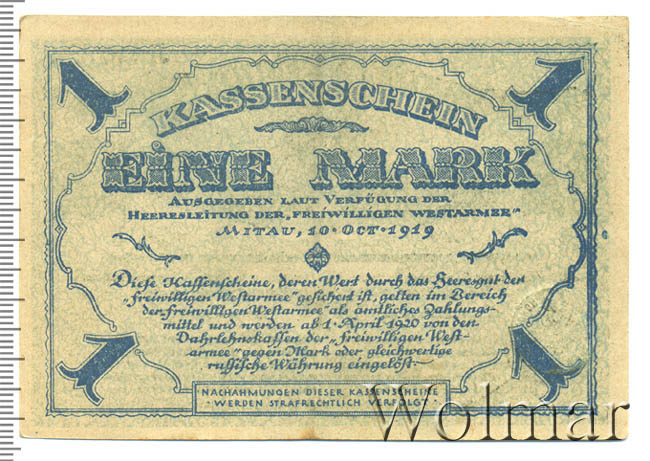 1 1
KASSENSCHEIN
EINE MARK
AUSGEGEBEN LAUT VERFÜGUNG DER
HEERESLEITUNG DER „FREIWILLIGEN WESTARMEE“
MITAU, 10·OCT·1919
Diese Kassenscheine, deren Wert durch das Heeresgut der
„freiwilligen Westarmee“ gesichert ist, gelten im Bereich
der „freiwilligen Westarmee“ als amtliches Zahlungs-
mittel und werden ab 1·April 1920 von den
Dahrlehnskassen der „freiwilligen West-
armee“ gegen Mark oder gleichwertige
russische Währung eingelöst·
1 1
NACHAHMUNGEN DIESER KASSENSCHEINE
·WERDEN STRAFRECHTLICH VERFOLGT·
Wolmar